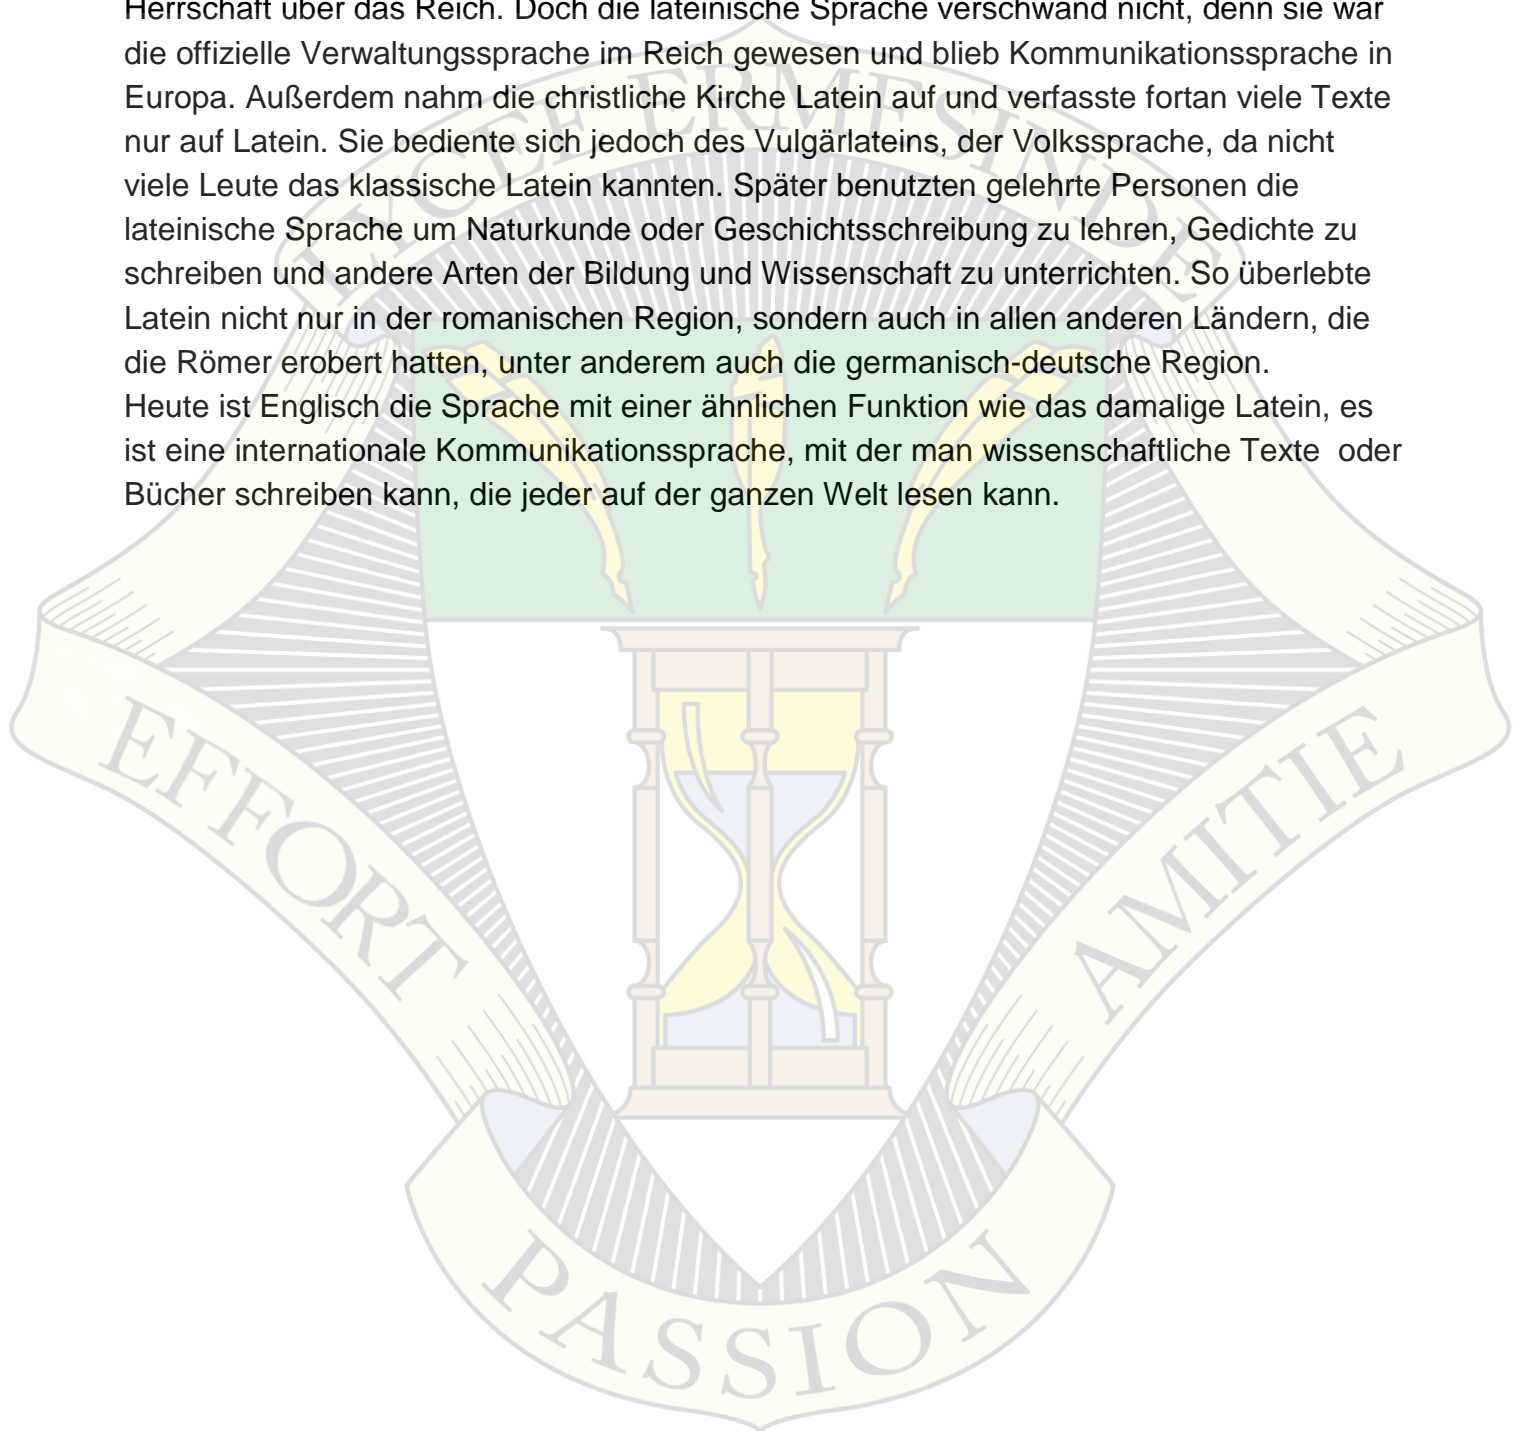 Herrschaft über das Reich. Doch die lateinische Sprache verschwand nicht, denn sie war
die offizielle Verwaltungssprache im Reich gewesen und blieb Kommunikationssprache in
Europa. Außerdem nahm die christliche Kirche Latein auf und verfasste fortan viele Texte
nur auf Latein. Sie bediente sich jedoch des Vulgärlateins, der Volkssprache, da nicht
viele Leute das klassische Latein kannten. Später benutzten gelehrte Personen die
lateinische Sprache um Naturkunde oder Geschichtsschreibung zu lehren, Gedichte zu
schreiben und andere Arten der Bildung und Wissenschaft zu unterrichten. So überlebte
Latein nicht nur in der romanischen Region, sondern auch in allen anderen Ländern, die
die Römer erobert hatten, unter anderem auch die germanisch-deutsche Region.
Heute ist Englisch die Sprache mit einer ähnlichen Funktion wie das damalige Latein, es
ist eine internationale Kommunikationssprache, mit der man wissenschaftliche Texte  oder
Bücher schreiben kann, die jeder auf der ganzen Welt lesen kann.
LYCEE ERMESINDE
EFFORT
AMITIE
PASSION